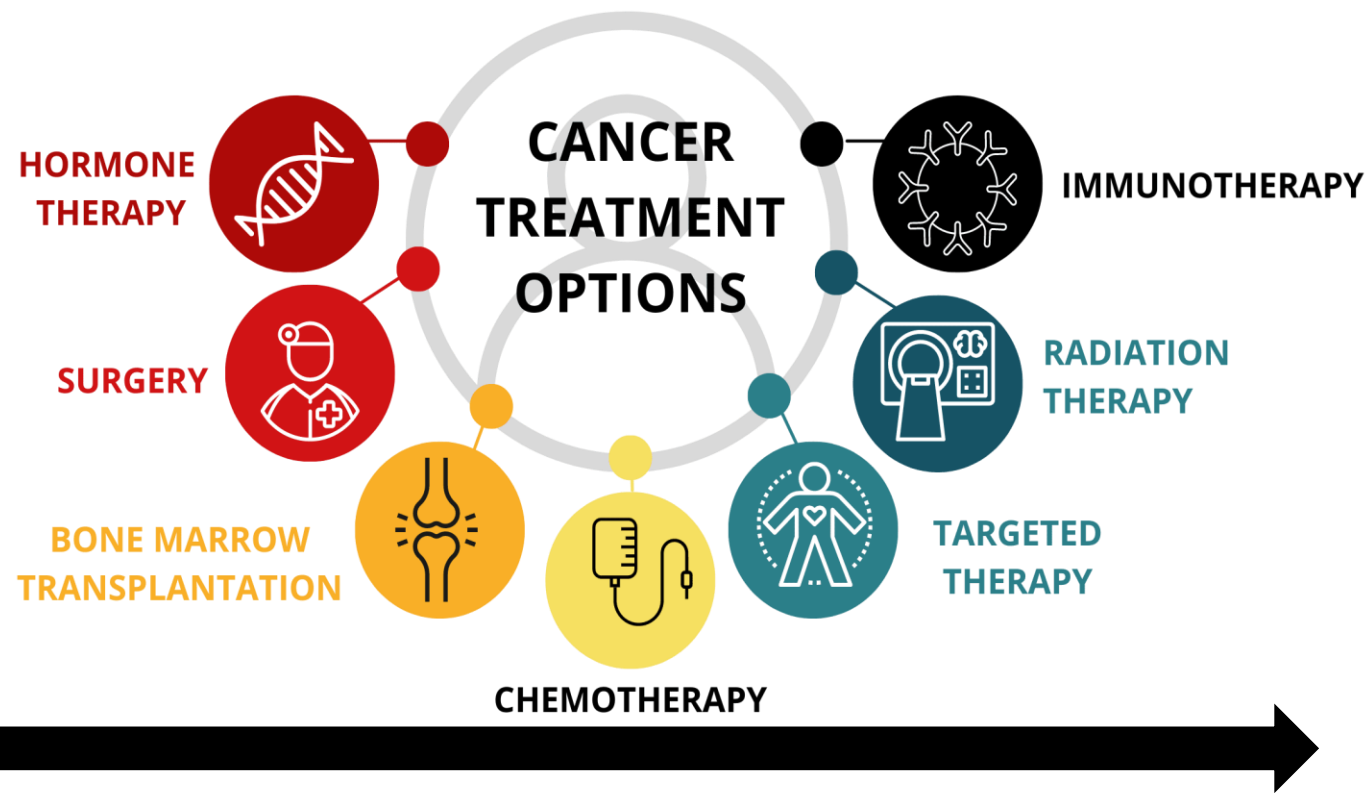 CANCER
TREATMENT
OPTIONS
HORMONE
THERAPY
SURGERY
BONE MARROW
TRANSPLANTATION
CHEMOTHERAPY
TARGETED
THERAPY
RADIATION
THERAPY
IMMUNOTHERAPY